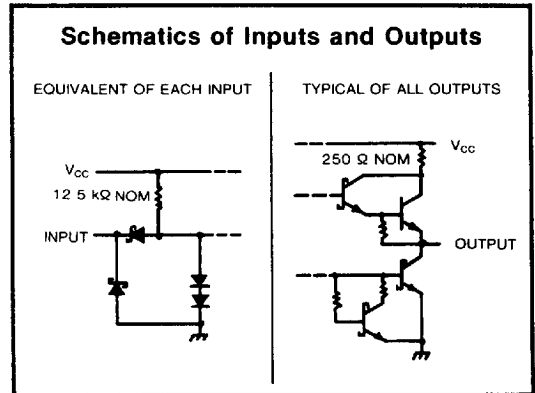 Schematics of Inputs and Outputs
EQUIVALENT OF EACH INPUT
VCC
12 5 kΩ NOM
INPUT
TYPICAL OF ALL OUTPUTS
VCC
250 Ω NOM
OUTPUT